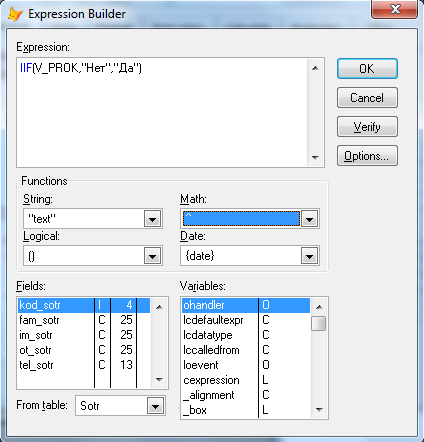 Expression Builder
Expression:
IIF(V_PROK,"Нет","Да")
OK
Cancel
Verify
Options...
Functions
String:
Math:
"text"
^
Logical:
Date:
()
{date}
Fields:
Variables:
kod_sotr I 4
fam_sotr C 25
im_sotr C 25
ot_sotr C 25
tel_sotr C 13
ohandler O
lcdefaultexpr C
lcdatatype C
lccalledfrom C
loevent O
cexpression L
_alignment C
_box L
From table: Sotr